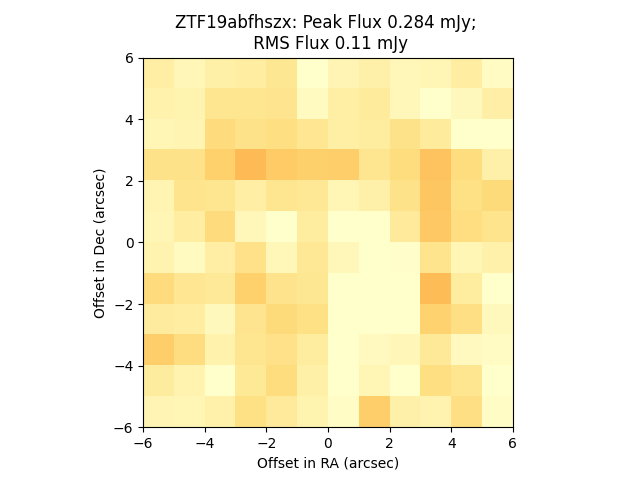 ZTF19abfhszx: Peak Flux 0.284 mJy;
RMS Flux 0.11 mJy
6
4
2
0
−2
−4
−6
Offset in Dec (arcsec)
−6 −4 −2 0 2 4 6
Offset in RA (arcsec)